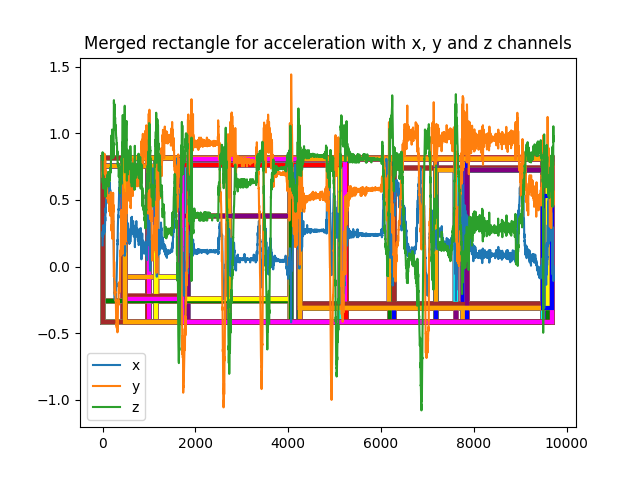 Merged rectangle for acceleration with x, y and z channels
1.5
1.0
0.5
0.0
−0.5
−1.0
x
y
z
0 2000 4000 6000 8000 10000